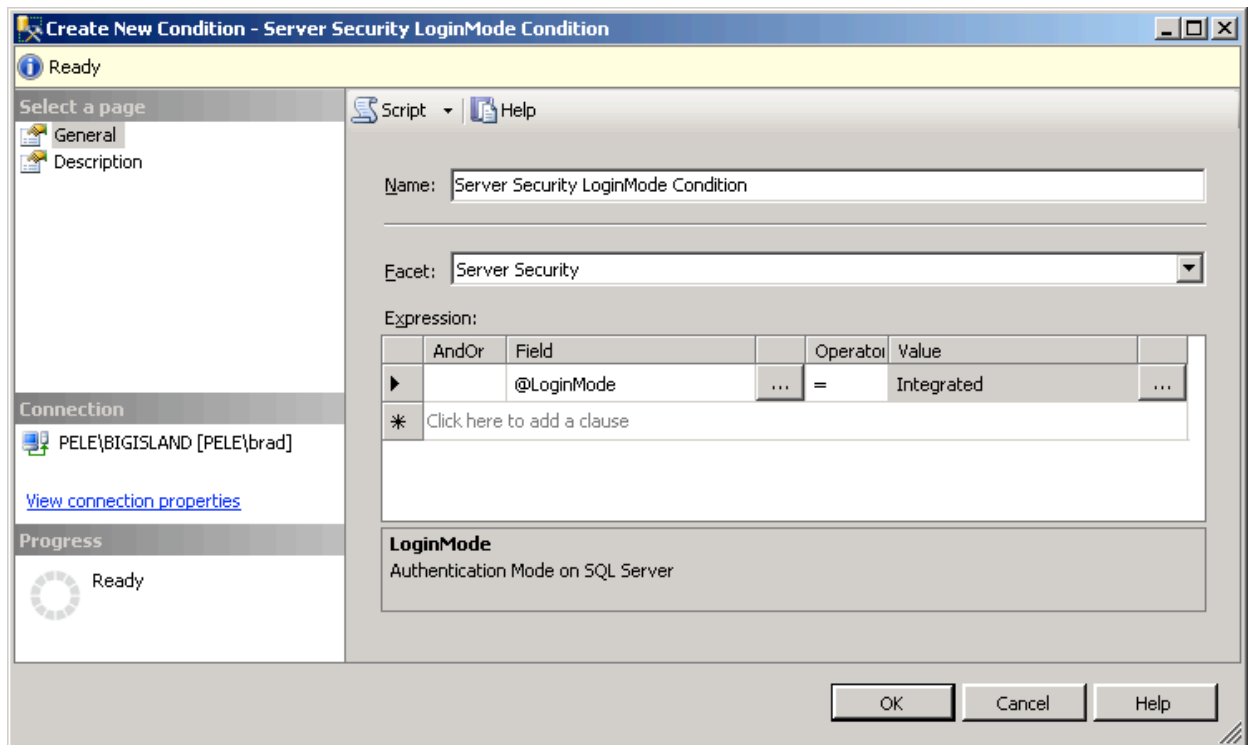 Create New Condition - Server Security LoginMode Condition
Ready
Select a page
General
Description
Connection
PELE\BIGISLAND [PELE\brad]
View connection properties
Progress
Ready
Script Help
Name: Server Security LoginMode Condition
Facet: Server Security
Expression:
AndOr Field Operator Value
@LoginMode ... = Integrated ...
Click here to add a clause
LoginMode
Authentication Mode on SQL Server
OK Cancel Help